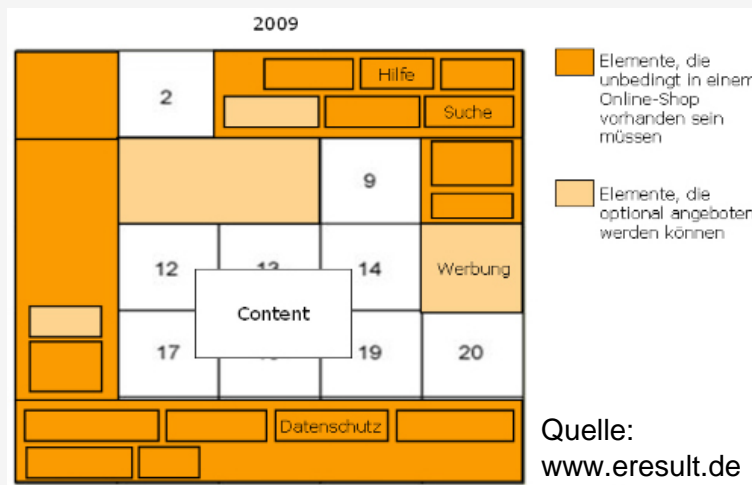 2009
2
Hilfe
Suche
9
12
13
14
Werbung
Content
17
19
20
Datenschutz
Elemente, die
unbedingt in einem
Online-Shop
vorhanden sein
müssen
Elemente, die
optional angeboten
werden können
Quelle:
www.eresult.de